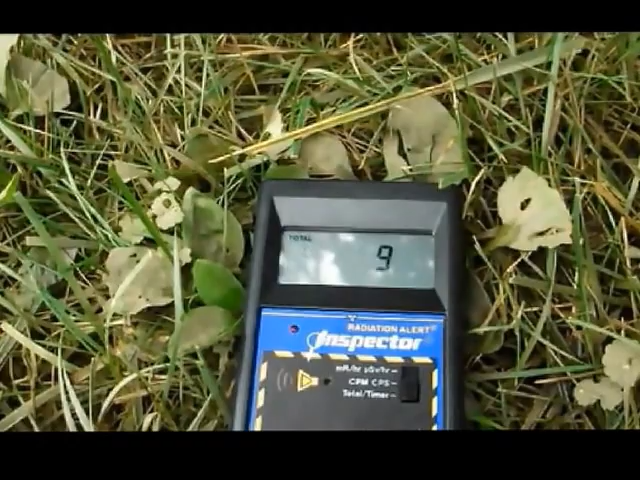 TOTAL
9
RADIATION ALERT®
Inspector
mR/hr µSv/hr
CPM CPS
Total/Timer